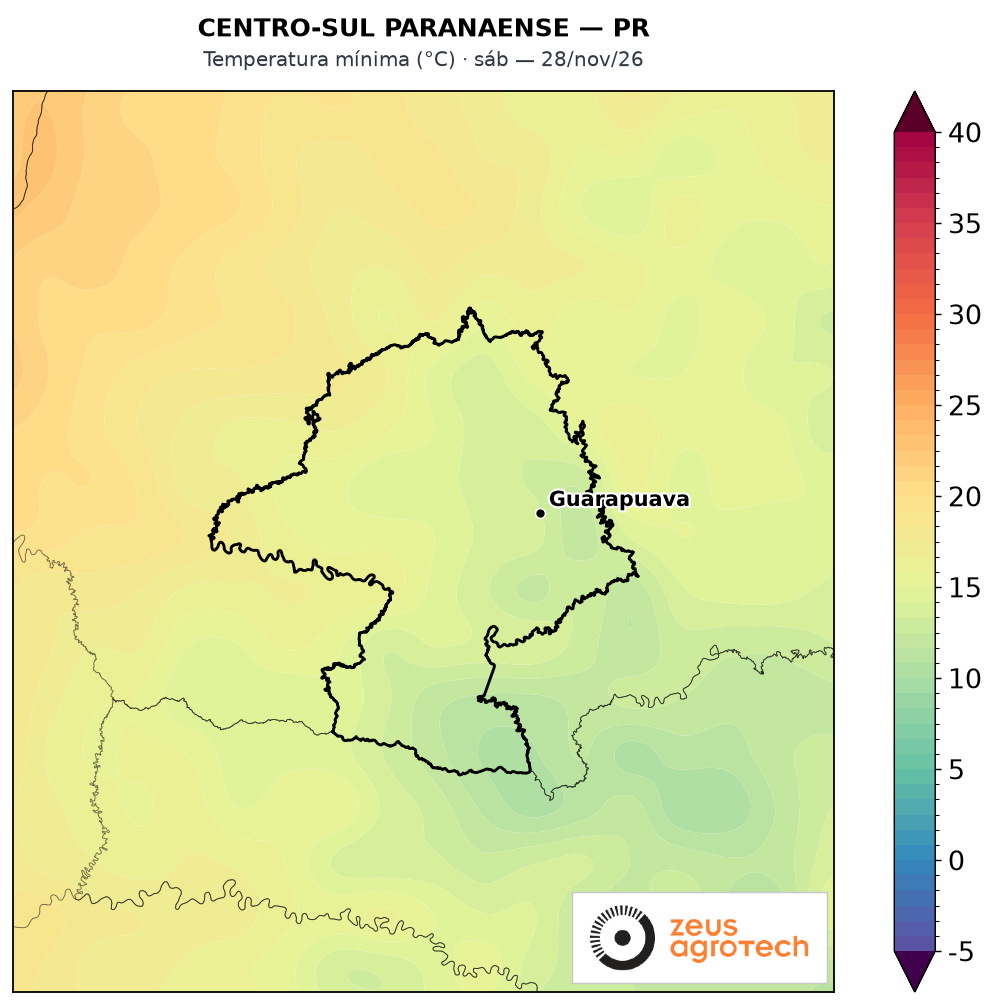 CENTRO-SUL PARANAENSE — PR
Temperatura mínima (°C) · sáb — 28/nov/26
40
35
30
25
20
15
10
5
0
-5
Guarapuava
zeus
agrotech